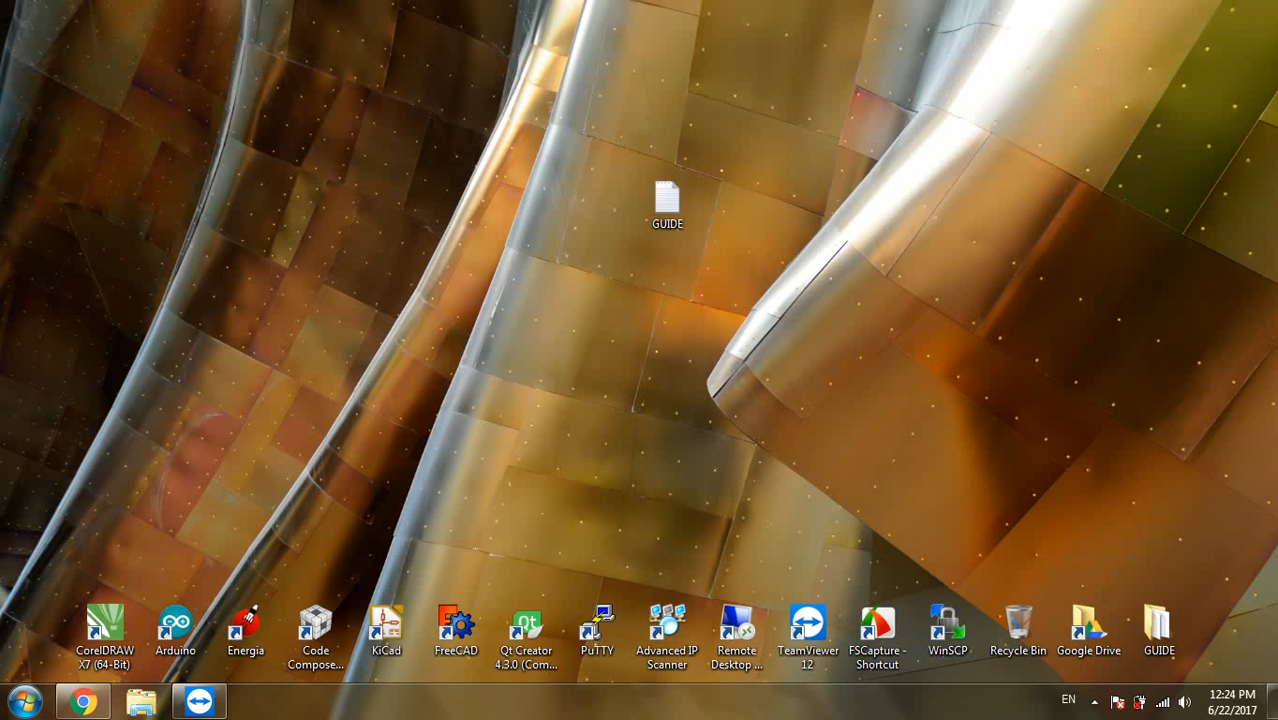 GUIDE
CorelDRAW
X7 (64-Bit)
Arduino
Energia
Code
Compose...
KiCad
FreeCAD
Qt Creator
4.3.0 (Com...
PuTTY
Advanced IP
Scanner
Remote
Desktop ...
TeamViewer
12
FSCapture -
Shortcut
WinSCP
Recycle Bin
Google Drive
GUIDE
EN
12:24 PM
6/22/2017